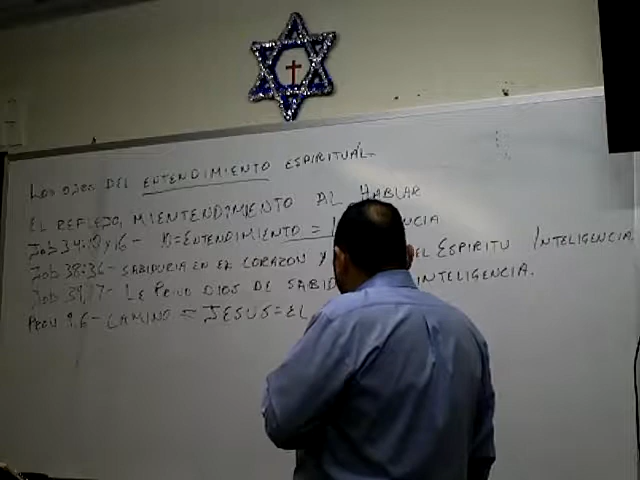 LOS OJOS DEL ENTENDIMIENTO ESPIRITUAL.
EL REFLEJO, MI ENTENDIMIENTO AL HABLAR
Job 34: y 16- ENTENDIMIENTO = ENCIA
Job 38:36- SABIDURIA EN EL CORAZON Y EL ESPIRITU INTELIGENCIA
Job 39,17- LE PRIVO DIOS DE SABID INTELIGENCIA.
PROV 9,6- CAMINO = JESUS = EL